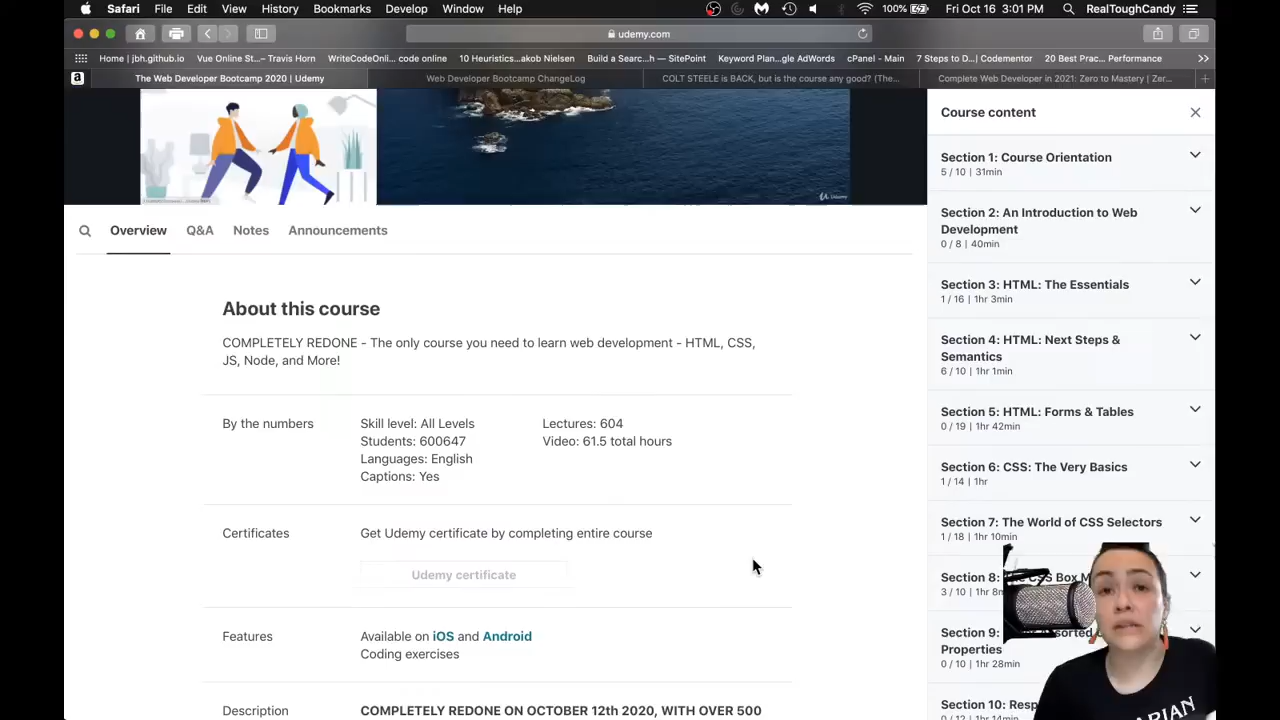 Safari File Edit View History Bookmarks Develop Window Help 100% Fri Oct 16 3:01 PM RealToughCandy
udemy.com
Home | jbh.github.io Vue Online St...– Travis Horn WriteCodeOnli... code online 10 Heuristics...akob Nielsen Build a Searc...h — SitePoint Keyword Plan...gle AdWords cPanel - Main 7 Steps to D...| Codementor 20 Best Prac... Performance
a The Web Developer Bootcamp 2020 | Udemy Web Developer Bootcamp ChangeLog COLT STEELE is BACK, but is the course any good? (The... Complete Web Developer in 2021: Zero to Mastery | Zer...
Udemy
Overview Q&A Notes Announcements
About this course
COMPLETELY REDONE - The only course you need to learn web development - HTML, CSS,
JS, Node, and More!
By the numbers
Skill level: All Levels
Students: 600647
Languages: English
Captions: Yes
Lectures: 604
Video: 61.5 total hours
Certificates
Get Udemy certificate by completing entire course
Udemy certificate
Features
Available on iOS and Android
Coding exercises
Description
COMPLETELY REDONE ON OCTOBER 12th 2020, WITH OVER 500
Course content
Section 1: Course Orientation
5 / 10 | 31min
Section 2: An Introduction to Web
Development
0 / 8 | 40min
Section 3: HTML: The Essentials
1 / 16 | 1hr 3min
Section 4: HTML: Next Steps &
Semantics
6 / 10 | 1hr 1min
Section 5: HTML: Forms & Tables
0 / 19 | 1hr 42min
Section 6: CSS: The Very Basics
1 / 14 | 1hr
Section 7: The World of CSS Selectors
1 / 18 | 1hr 10min
Section 8: The CSS Box M
3 / 10 | 1hr 8m
Section 9: Assorted
Properties
0 / 10 | 1hr 28min
Section 10: Resp
0 / 12 | 1hr 14min